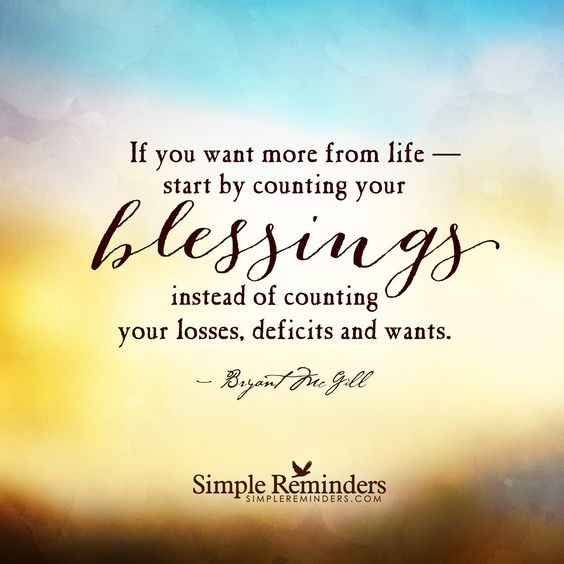 If you want more from life —
start by counting your
blessings
instead of counting
your losses, deficits and wants.
— Bryant McGill
Simple Reminders
SIMPLEREMINDERS.COM